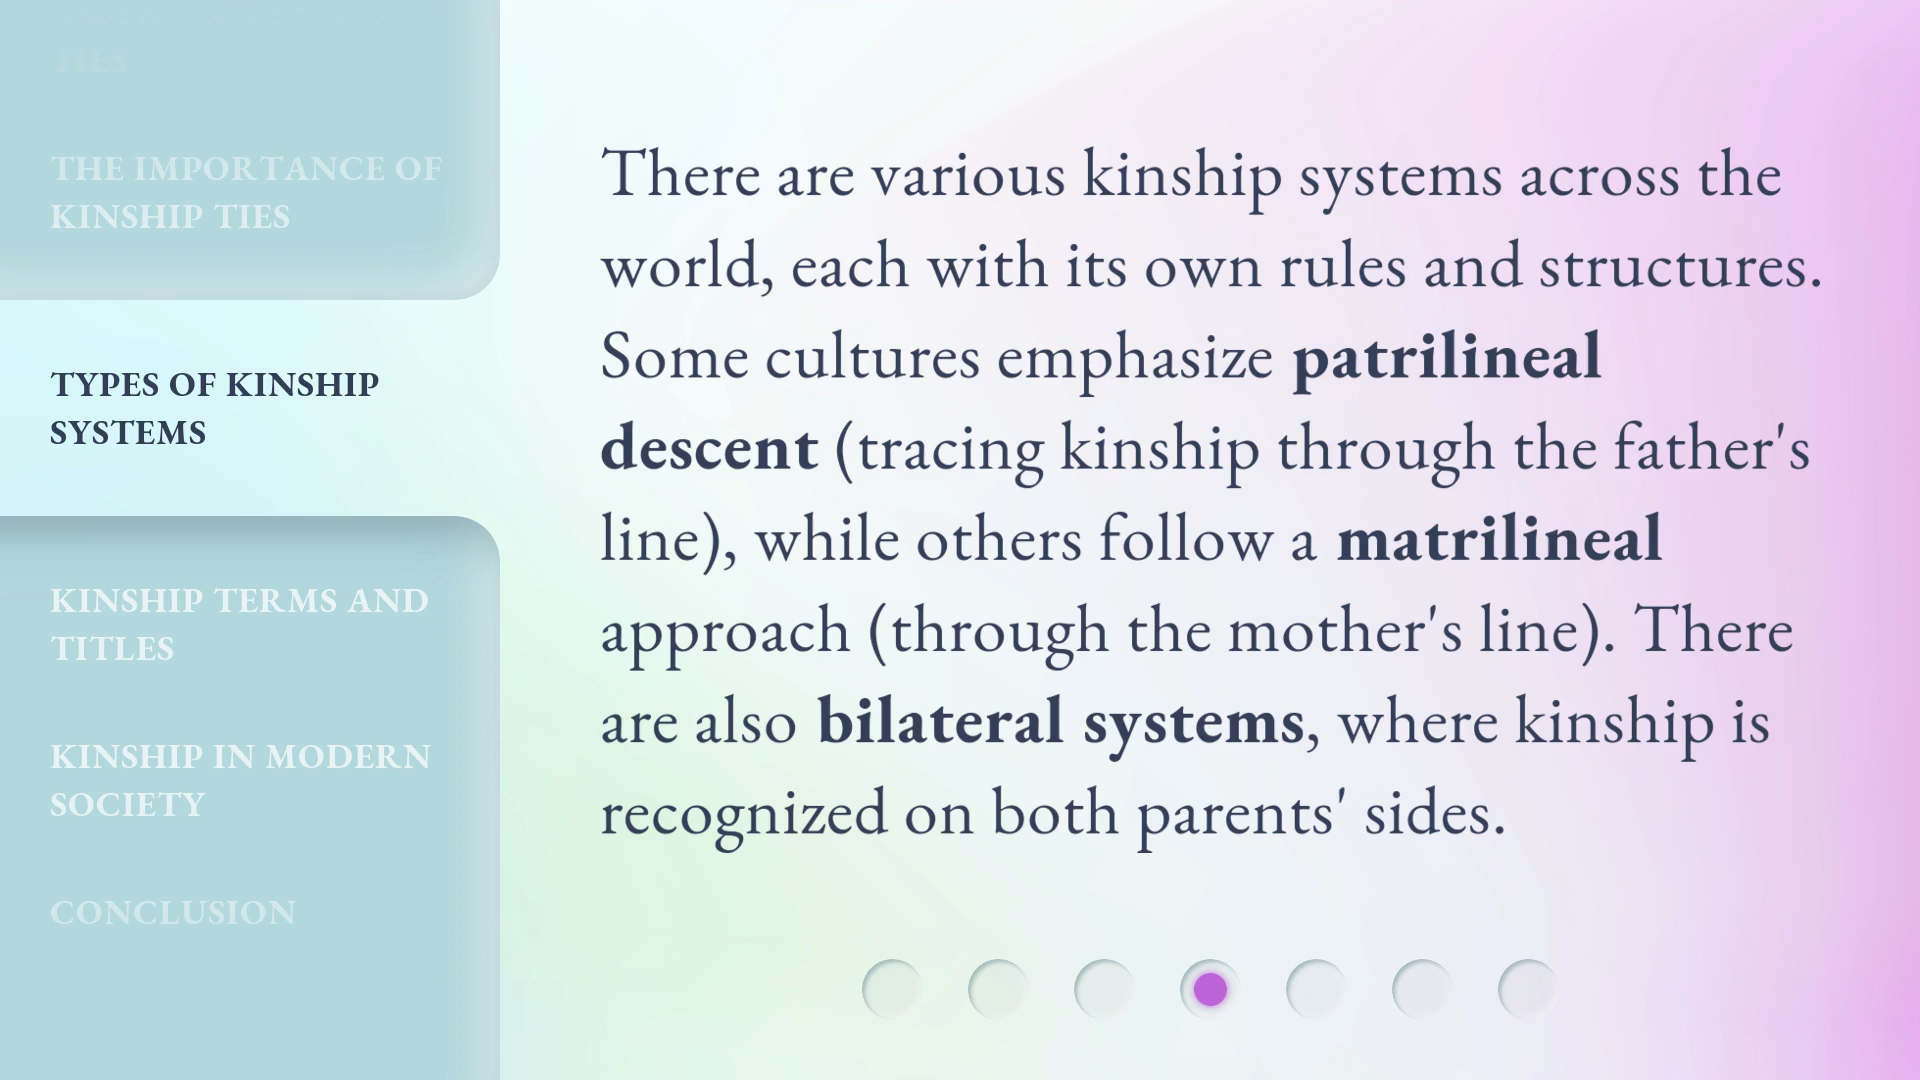 TIES
THE IMPORTANCE OF
KINSHIP TIES
TYPES OF KINSHIP
SYSTEMS
KINSHIP TERMS AND
TITLES
KINSHIP IN MODERN
SOCIETY
CONCLUSION
There are various kinship systems across the
world, each with its own rules and structures.
Some cultures emphasize patrilineal
descent (tracing kinship through the father's
line), while others follow a matrilineal
approach (through the mother's line). There
are also bilateral systems, where kinship is
recognized on both parents' sides.